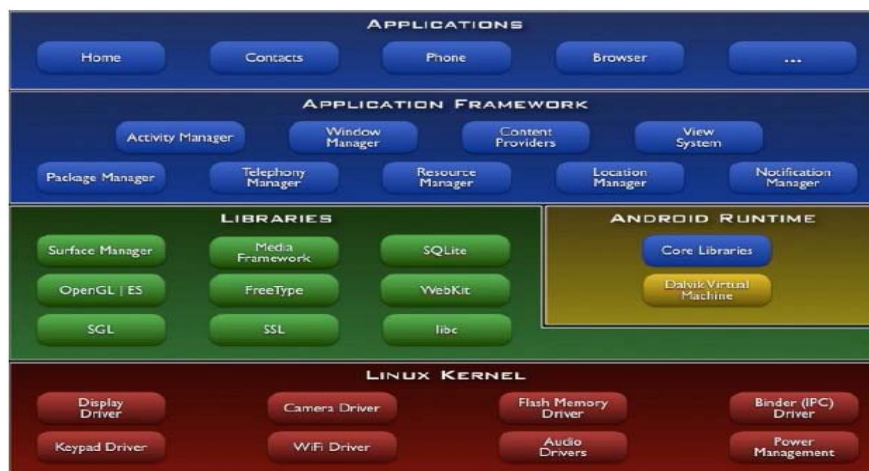 APPLICATIONS
Home Contacts Phone Browser ...
APPLICATION FRAMEWORK
Activity Manager Window Manager Content Providers View System
Package Manager Telephony Manager Resource Manager Location Manager Notification Manager
LIBRARIES
Surface Manager Media Framework SQLite
OpenGL | ES FreeType WebKit
SGL SSL libc
ANDROID RUNTIME
Core Libraries
Dalvik Virtual Machine
LINUX KERNEL
Display Driver Camera Driver Flash Memory Driver Binder (IPC) Driver
Keypad Driver WiFi Driver Audio Drivers Power Management